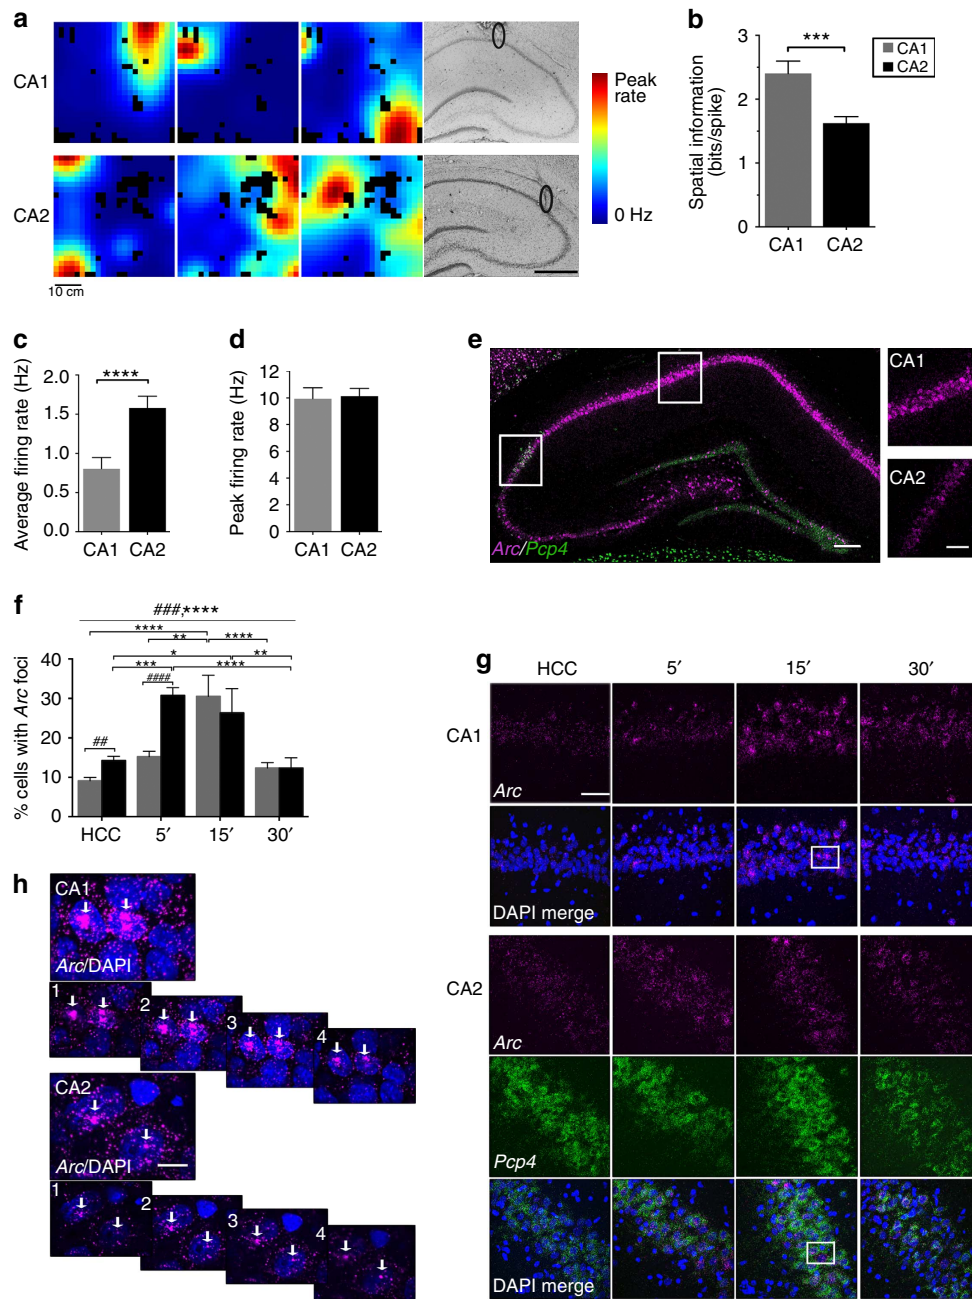 a
CA1
CA2
10 cm
Peak
rate
0 Hz
b
Spatial information
(bits/spike)
3
2
1
0
***
CA1
CA2
CA1
CA2
c
Average firing rate (Hz)
2.0
1.5
1.0
0.5
0.0
****
CA1
CA2
d
Peak firing rate (Hz)
12
10
8
6
4
2
0
CA1
CA2
e
Arc/Pcp4
CA1
CA2
f
###,****
****
**
****
*
**
***
****
####
##
% cells with Arc foci
40
30
20
10
0
HCC
5′
15′
30′
g
HCC
5′
15′
30′
CA1
Arc
DAPI merge
CA2
Arc
Pcp4
DAPI merge
h
CA1
Arc/DAPI
1
2
3
4
CA2
Arc/DAPI
1
2
3
4